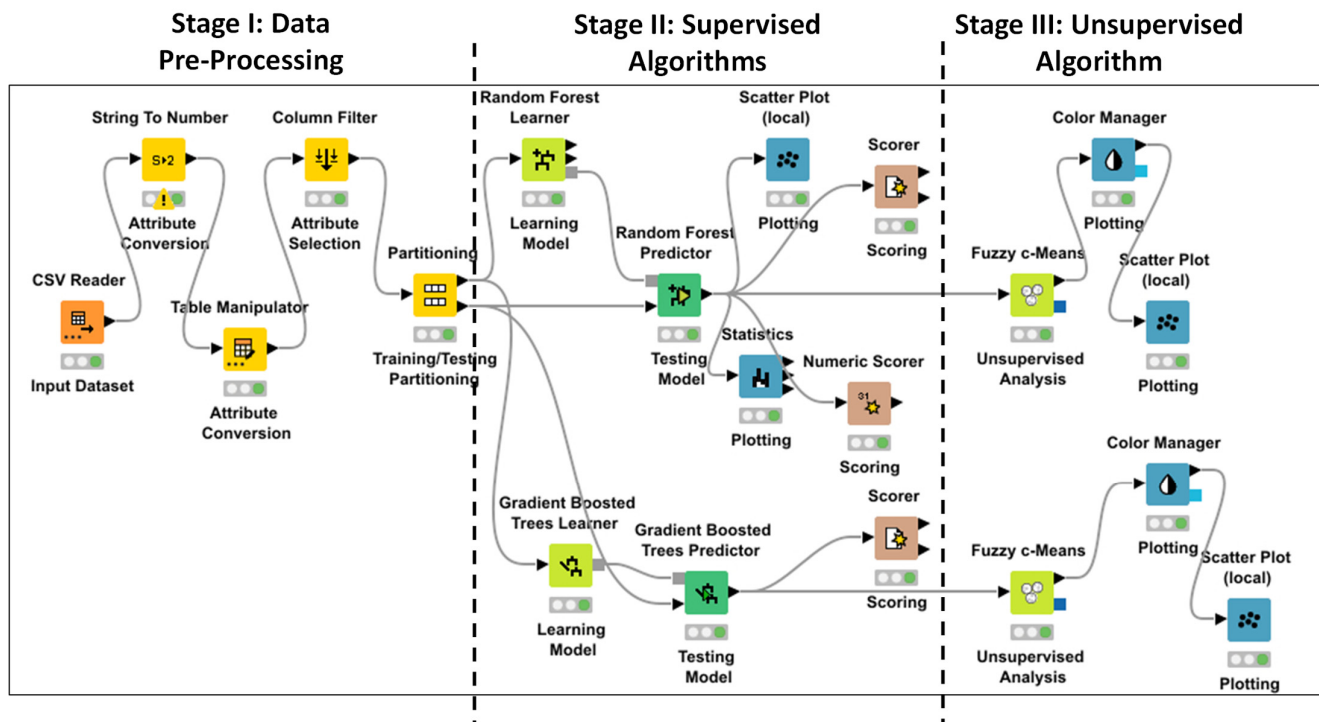 Stage I: Data
Pre-Processing
Stage II: Supervised
Algorithms
Stage III: Unsupervised
Algorithm
CSV Reader
Input Dataset
String To Number
S 2
Attribute
Conversion
Table Manipulator
Attribute
Conversion
Column Filter
Attribute
Selection
Partitioning
Training/Testing
Partitioning
Random Forest
Learner
Learning
Model
Random Forest
Predictor
Testing
Model
Scatter Plot
(local)
Plotting
Scorer
Scoring
Statistics
Plotting
Numeric Scorer
Scoring
Gradient Boosted
Trees Learner
Learning
Model
Gradient Boosted
Trees Predictor
Testing
Model
Scorer
Scoring
Fuzzy c-Means
Unsupervised
Analysis
Color Manager
Plotting
Scatter Plot
(local)
Plotting
Fuzzy c-Means
Unsupervised
Analysis
Color Manager
Plotting
Scatter Plot
(local)
Plotting